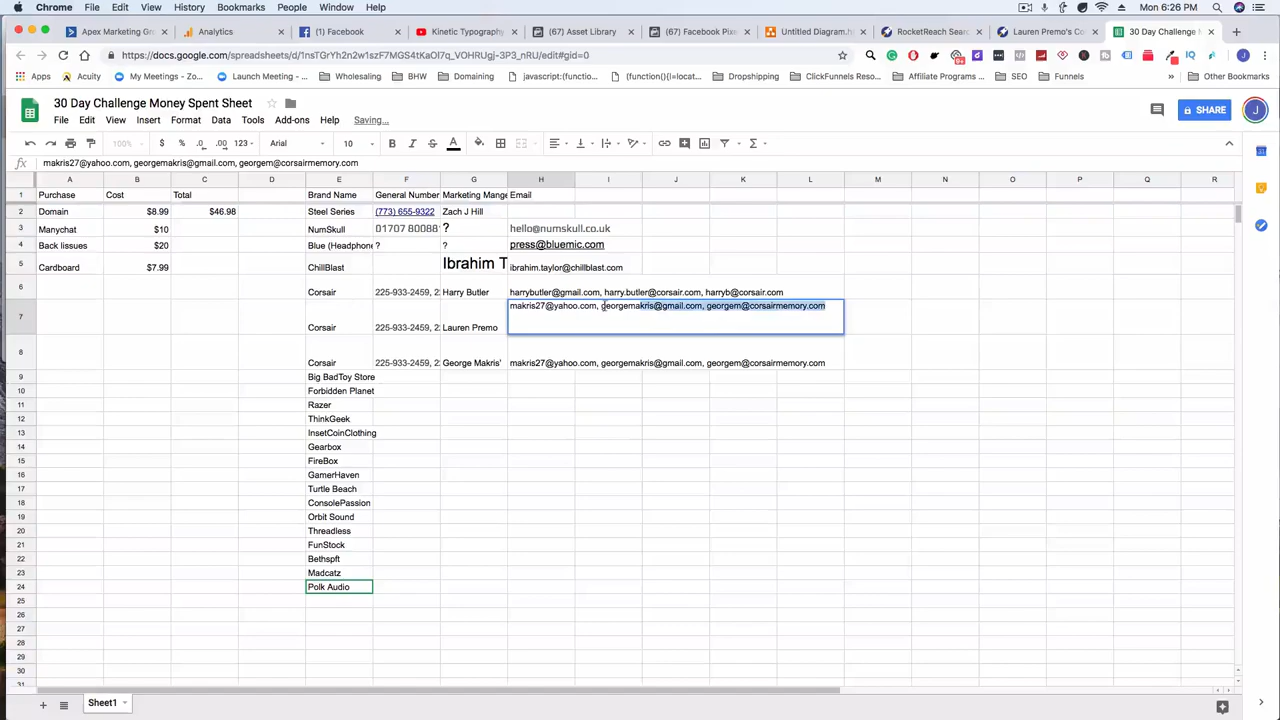 Chrome File Edit View History Bookmarks People Window Help Mon 6:26 PM
Apex Marketing Gr Analytics (8) Facebook Kinetic Typography (67) Asset Library (67) Facebook Pixe Untitled Diagram.h RocketReach Sear Lauren Premo's Co 30 Day Challenge
https://docs.google.com
Apps Acuity My Meetings - Zo... Launch Meeting -... Wholesaling BHW Domaining javascript:(functio... (function(){i=locat... Dropshipping ClickFunnels Reso... Affiliate Programs ... SEO Funnels Other Bookmarks
30 Day Challenge Money Spent Sheet
SHARE
J
File Edit View Insert Format Data Tools Add-ons Help Saving...
100% $ % .0 .00 123 Arial 10 B I S A
fx makris27@yahoo.com, georgemakris@gmail.com, georgem@corsairmemory.com
A B C D E F G H I J K L M N O P Q R
1 Purchase Cost Total Brand Name General Number Marketing Mange Email
2 Domain $8.99 $46.98 Steel Series (773) 655-9322 Zach J Hill
3 Manychat $10 NumSkull 01707 80088 ? hello@numskull.co.uk
4 Back Iissues $20 Blue (Headphone ? ? press@bluemic.com
5 Cardboard $7.99 ChillBlast Ibrahim T ibrahim.taylor@chillblast.com
6 Corsair 225-933-2459, 2 Harry Butler harrybutler@gmail.com, harry.butler@corsair.com, harryb@corsair.com
7 Corsair 225-933-2459, 2 Lauren Premo makris27@yahoo.com, georgemakris@gmail.com, georgem@corsairmemory.com
8 Corsair 225-933-2459, 2 George Makris' makris27@yahoo.com, georgemakris@gmail.com, georgem@corsairmemory.com
9 Big BadToy Store
10 Forbidden Planet
11 Razer
12 ThinkGeek
13 InsetCoinClothing
14 Gearbox
15 FireBox
16 GamerHaven
17 Turtle Beach
18 ConsolePassion
19 Orbit Sound
20 Threadless
21 FunStock
22 Bethspft
23 Madcatz
24 Polk Audio
25
26
27
28
29
30
31
Sheet1